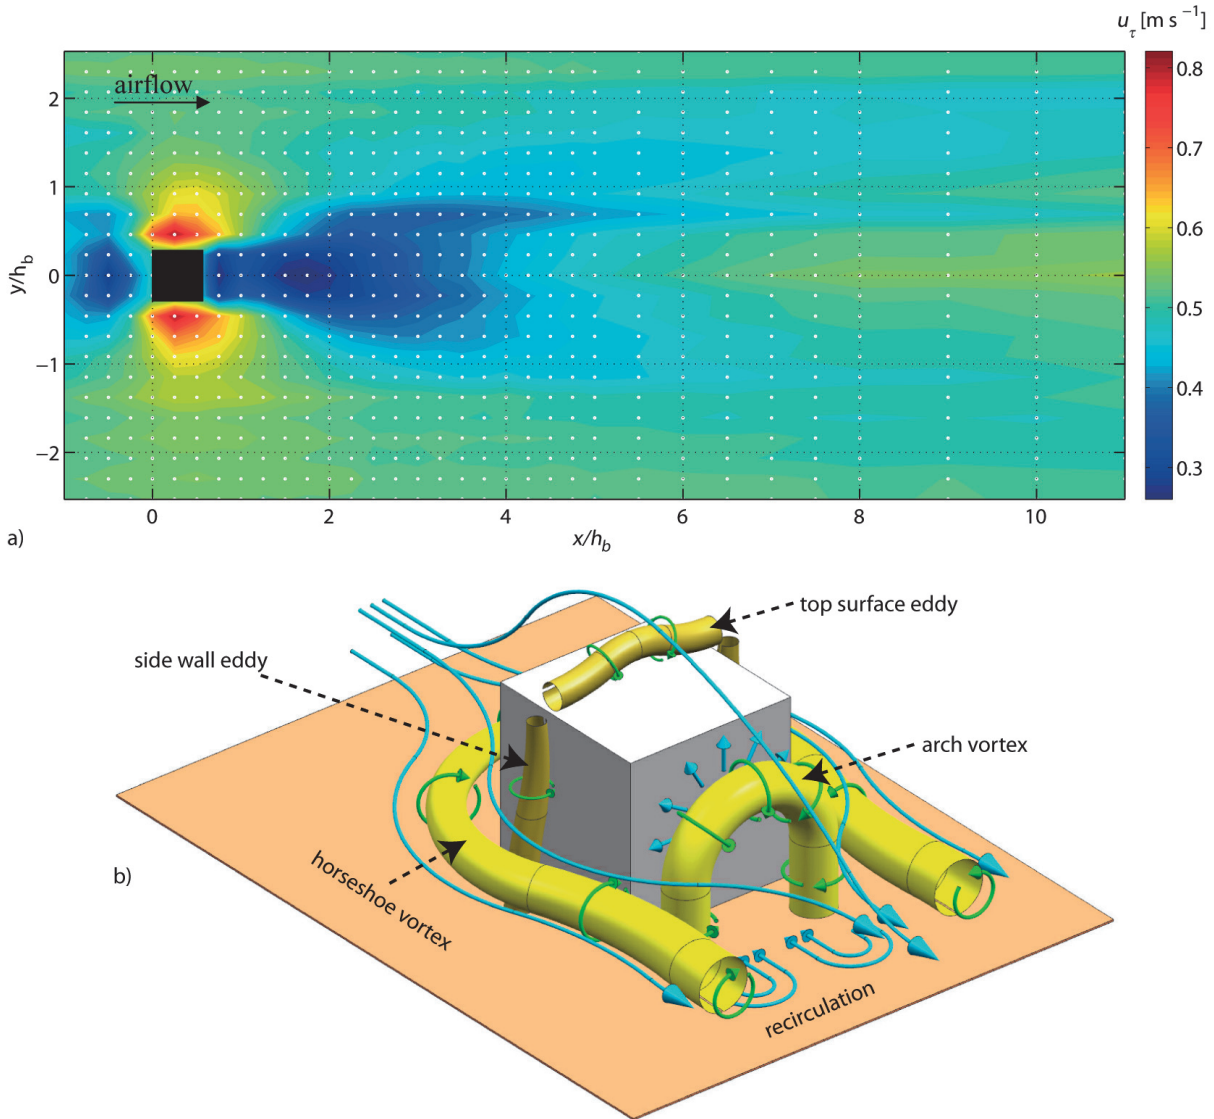 u_τ [m s⁻¹]
airflow
2
1
0
−1
−2
y/h_b
0
2
4
6
8
10
x/h_b
0.8
0.7
0.6
0.5
0.4
0.3
a)
top surface eddy
side wall eddy
arch vortex
horseshoe vortex
b)
recirculation